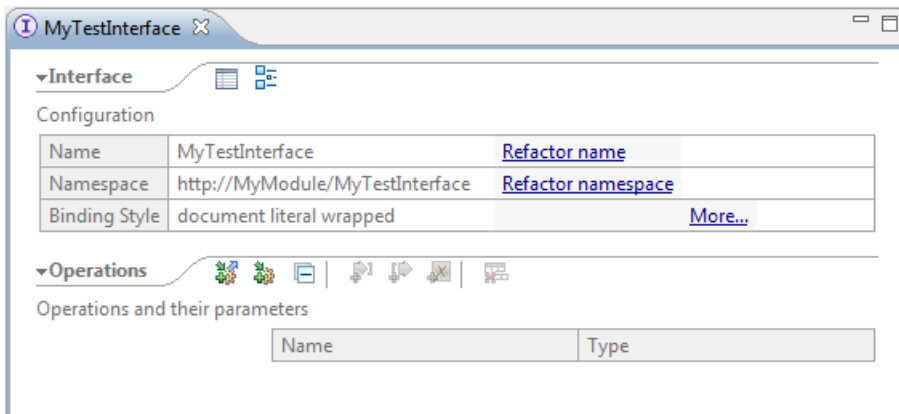 MyTestInterface
Interface
Configuration
Name MyTestInterface Refactor name
Namespace http://MyModule/MyTestInterface Refactor namespace
Binding Style document literal wrapped More...
Operations
Operations and their parameters
Name Type